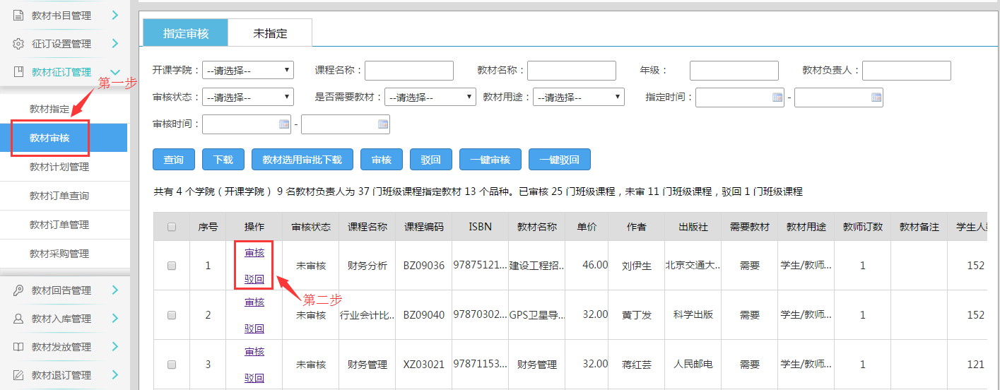 教材书目管理
征订设置管理
教材征订管理
第一步
教材指定
教材审核
教材计划管理
教材订单查询
教材订单管理
教材采购管理
教材回告管理
教材入库管理
教材发放管理
教材退订管理
指定审核 未指定
开课学院： --请选择-- 课程名称： 教材名称： 年级： 教材负责人：
审核状态： --请选择-- 是否需要教材： --请选择-- 教材用途： --请选择-- 指定时间： -
审核时间： -
查询 下载 教材选用审批下载 审核 驳回 一键审核 一键驳回
共有 4 个学院（开课学院） 9 名教材负责人为 37 门班级课程指定教材 13 个品种。已审核 25 门班级课程，未审 11 门班级课程，驳回 1 门班级课程
序号 操作 审核状态 课程名称 课程编码 ISBN 教材名称 单价 作者 出版社 需要教材 教材用途 教师订数 教材备注 学生人数
审核
1 未审核 财务分析 BZ09036 97875121... 建设工程招... 46.00 刘伊生 北京交通大... 需要 学生/教师... 1 152
驳回
第二步
审核
2 未审核 行业会计比... BZ09040 97870302... GPS卫星导... 32.00 黄丁发 科学出版 需要 学生/教师... 1 152
驳回
审核
3 未审核 财务管理 XZ03021 97871153... 财务管理 32.00 蒋红芸 人民邮电 需要 学生/教师... 1 121
驳回